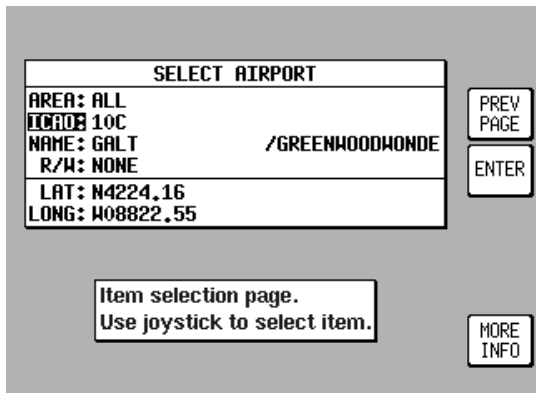 SELECT AIRPORT
AREA: ALL
ICAO: 10C
NAME: GALT /GREENWOODWONDE
R/W: NONE
LAT: N4224.16
LONG: W08822.55
PREV
PAGE
ENTER
Item selection page.
Use joystick to select item.
MORE
INFO